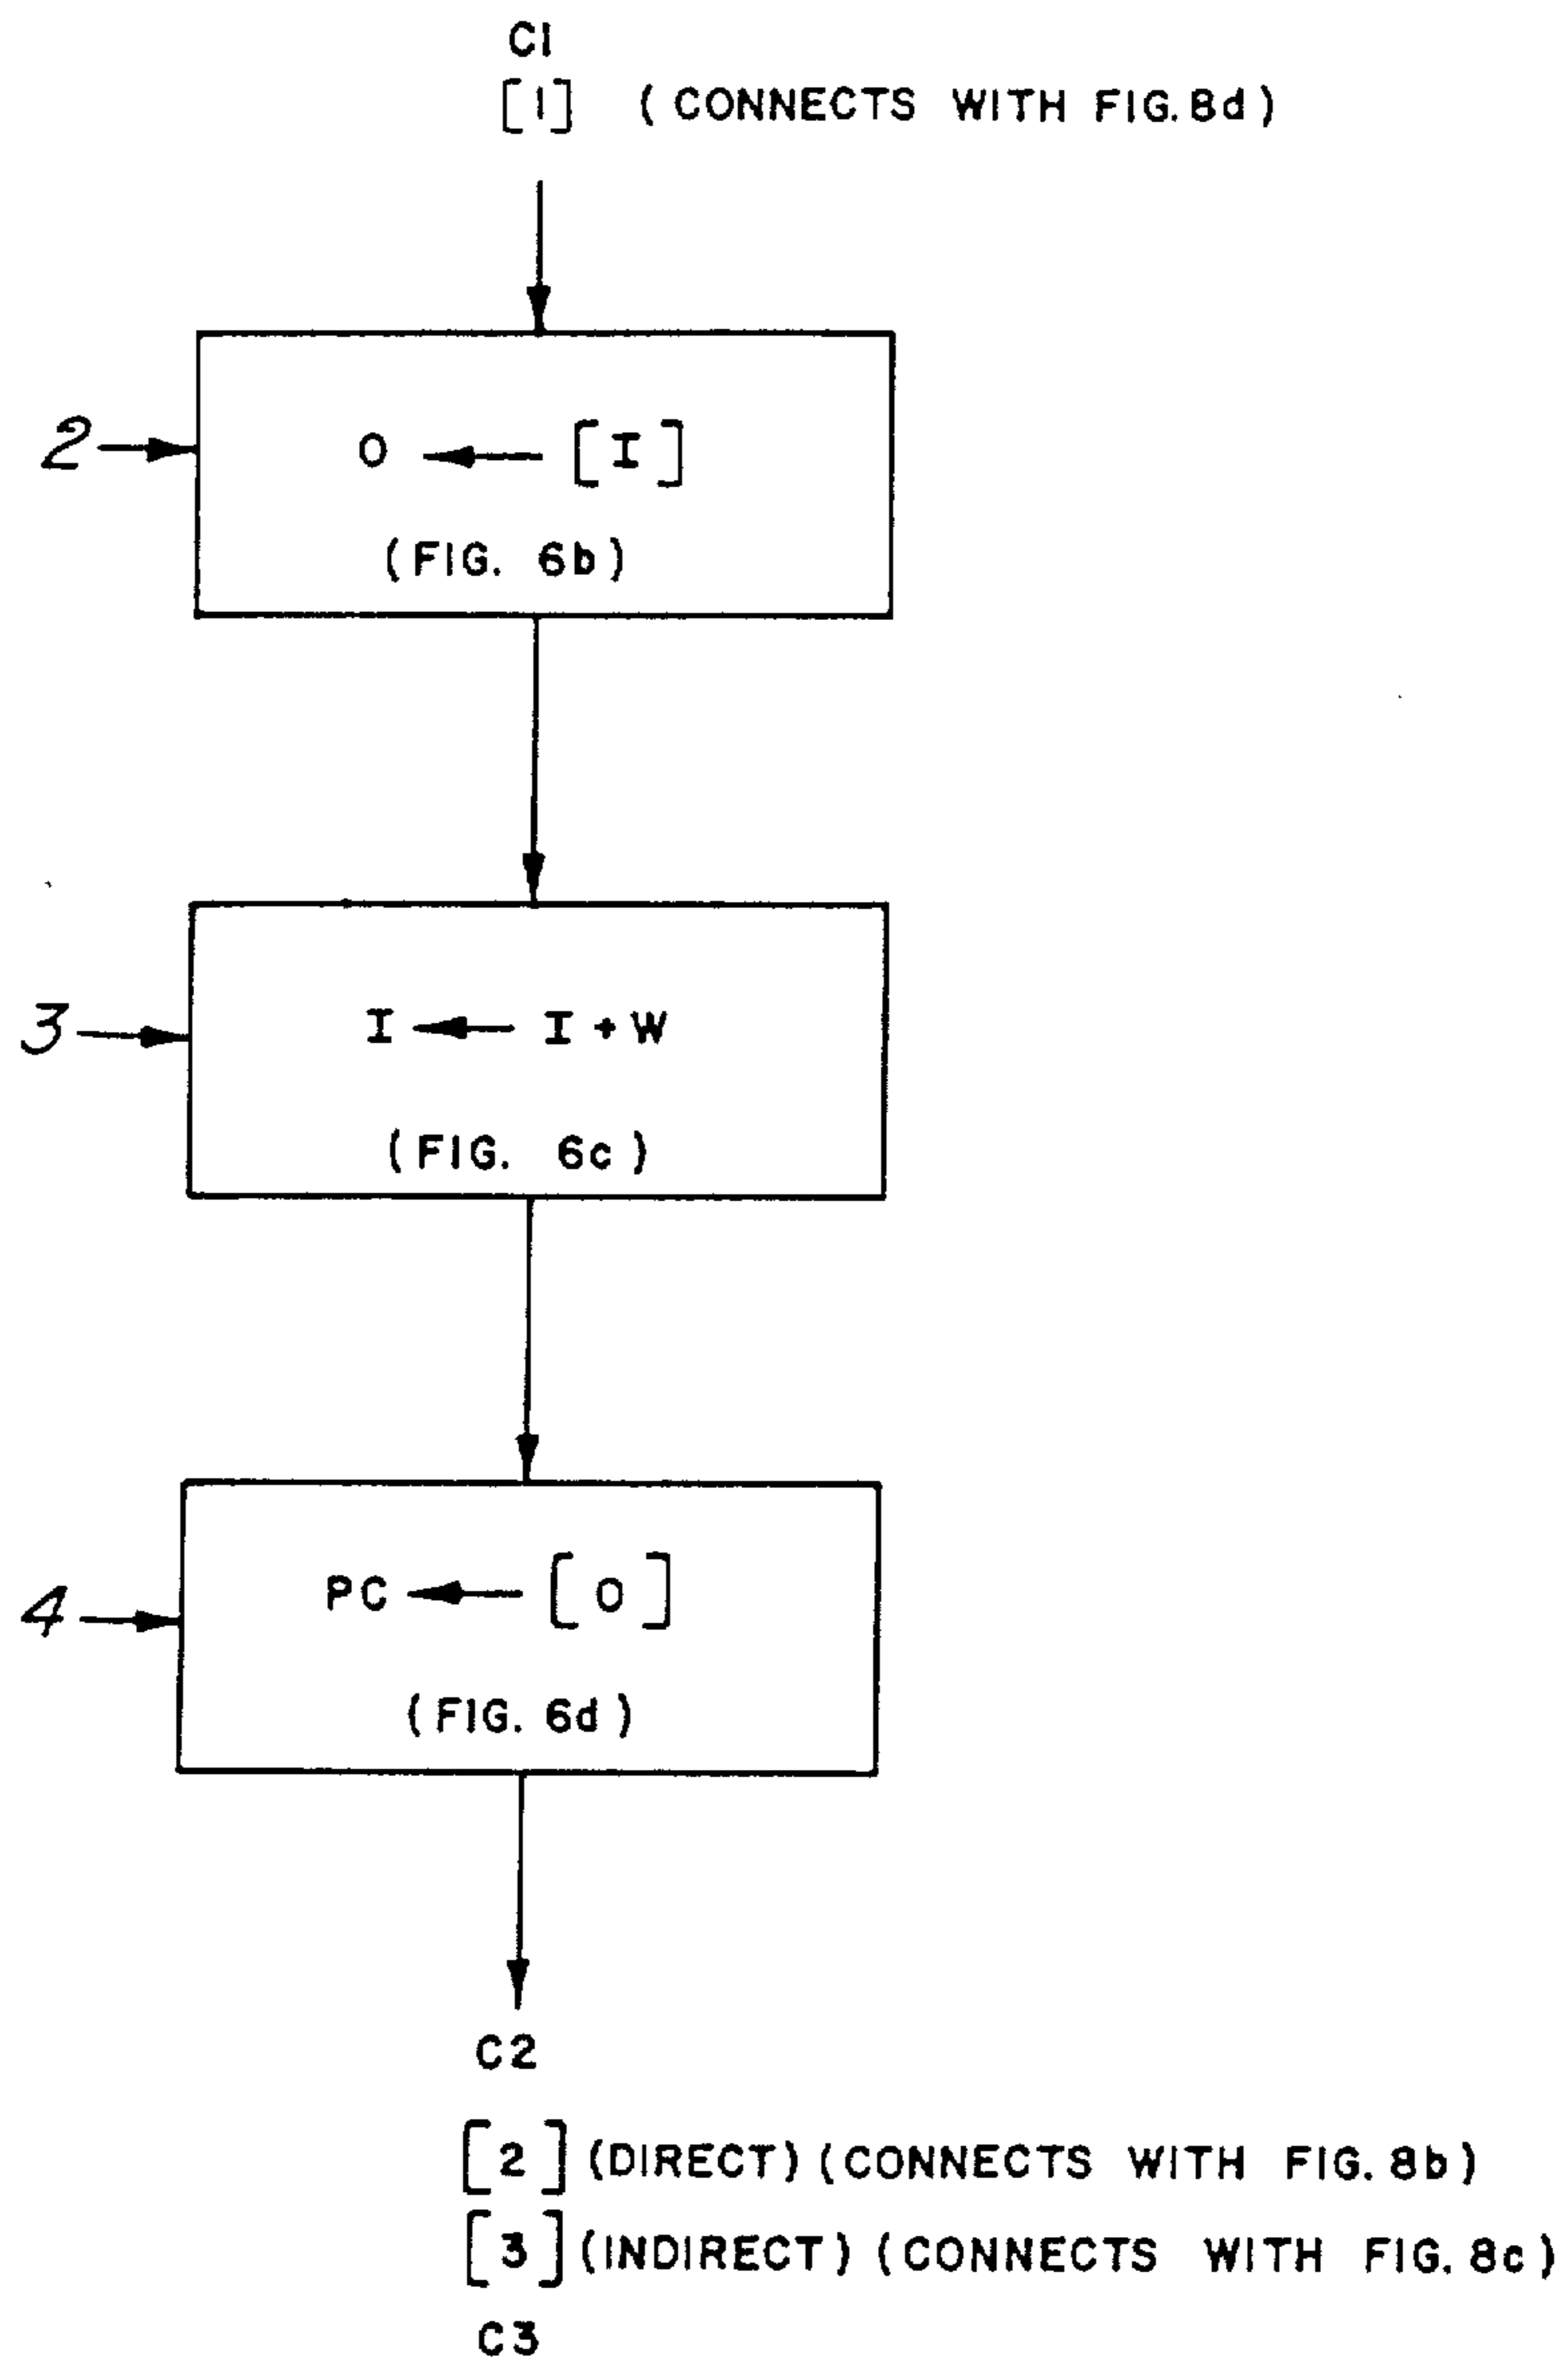 C1
[1] (CONNECTS WITH FIG. 8d)
2
O ← [I]
(FIG. 6b)
3
I ← I + W
(FIG. 6c)
4
PC ← [O]
(FIG. 6d)
C2
[2] (DIRECT) (CONNECTS WITH FIG. 8b)
[3] (INDIRECT) (CONNECTS WITH FIG. 8c)
C3